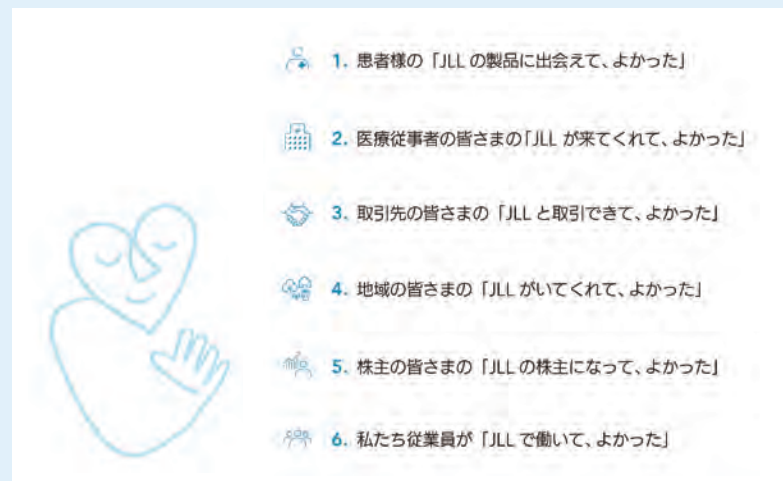 1. 患者様の「JLL の製品に出会えて、よかった」
2. 医療従事者の皆さまの「JLL が来てくれて、よかった」
3. 取引先の皆さまの「JLL と取引できて、よかった」
4. 地域の皆さまの「JLL がいてくれて、よかった」
5. 株主の皆さまの「JLL の株主になって、よかった」
6. 私たち従業員が「JLL で働いて、よかった」